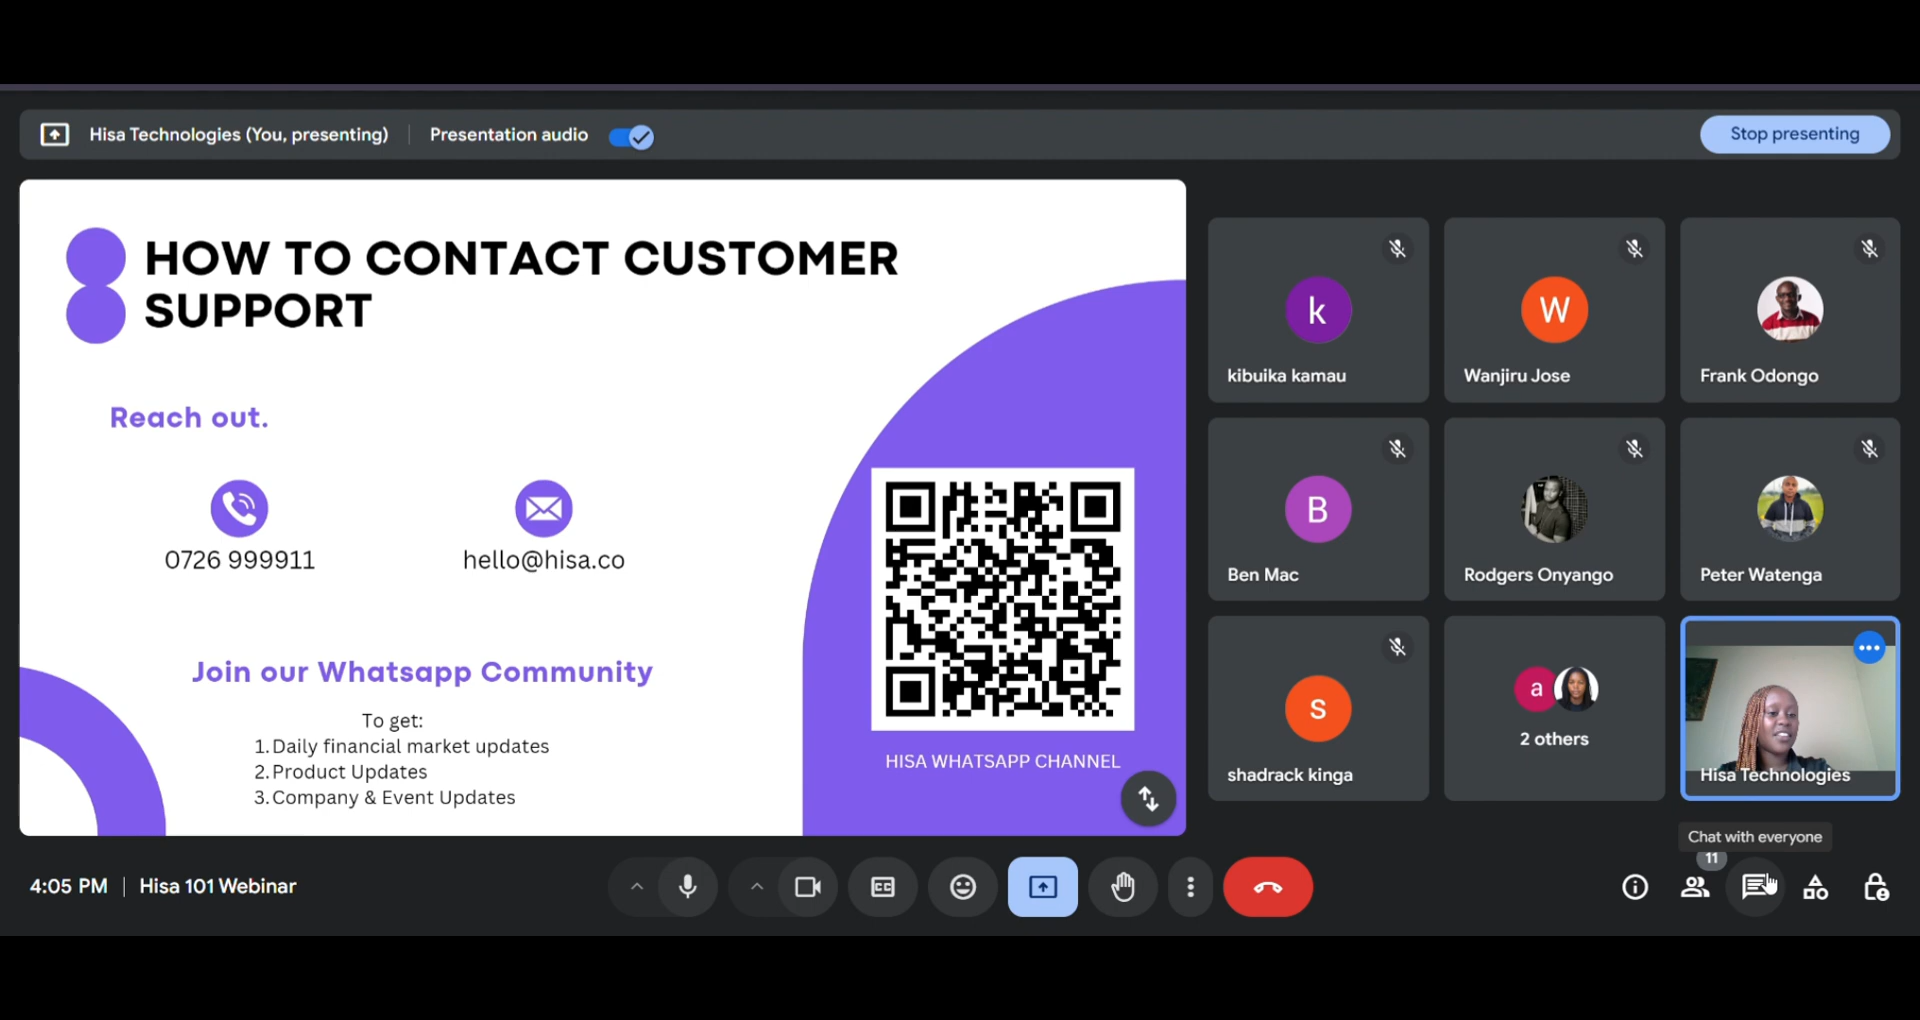 Hisa Technologies (You, presenting)
Presentation audio
Stop presenting
HOW TO CONTACT CUSTOMER
SUPPORT
Reach out.
0726 999911
hello@hisa.co
Join our Whatsapp Community
To get:
1. Daily financial market updates
2. Product Updates
3. Company & Event Updates
HISA WHATSAPP CHANNEL
k
kibuika kamau
W
Wanjiru Jose
Frank Odongo
B
Ben Mac
Rodgers Onyango
Peter Watenga
s
shadrack kinga
a
2 others
Hisa Technologies
Chat with everyone
11
4:05 PM
Hisa 101 Webinar
CC